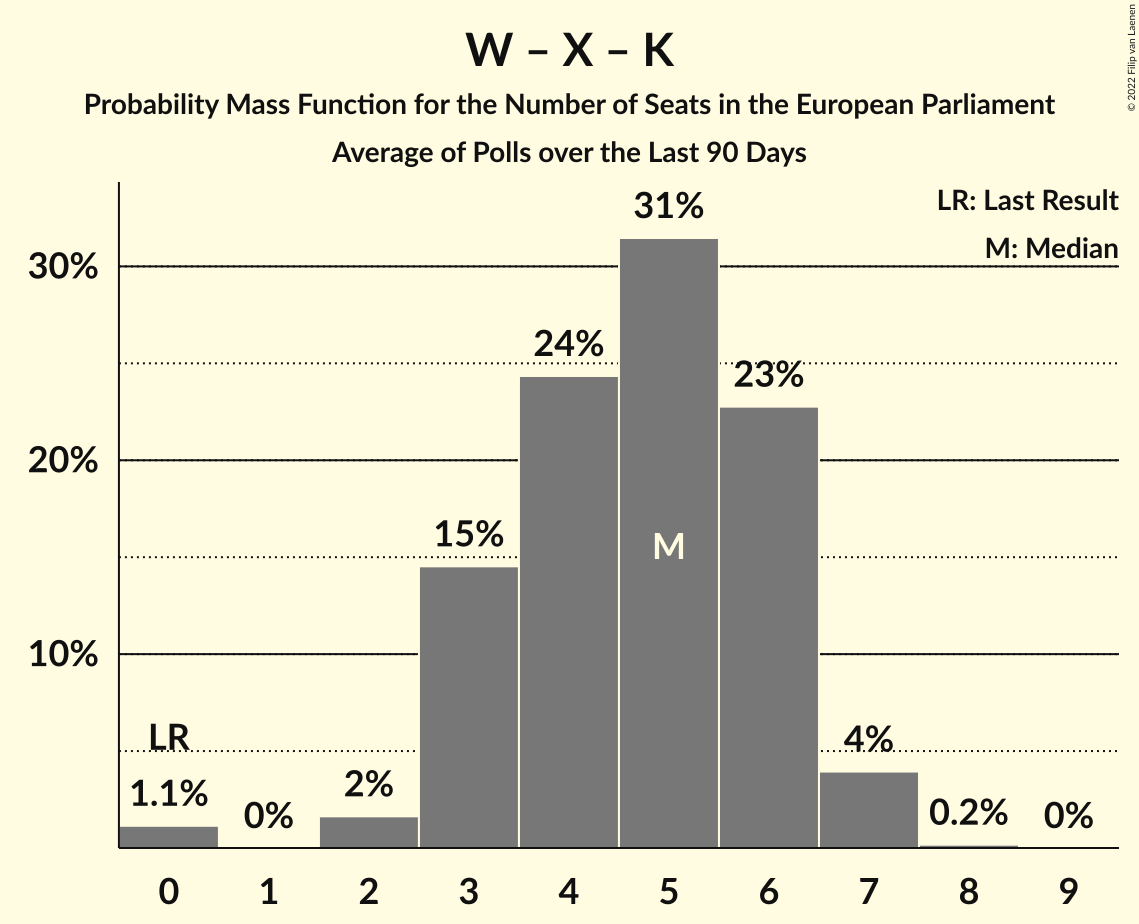 W – X – K
Probability Mass Function for the Number of Seats in the European Parliament
Average of Polls over the Last 90 Days
© 2022 Filip van Laenen
LR: Last Result
M: Median
30%
20%
10%
LR
1.1%
0%
2%
15%
24%
31%
M
23%
4%
0.2%
0%
0 1 2 3 4 5 6 7 8 9